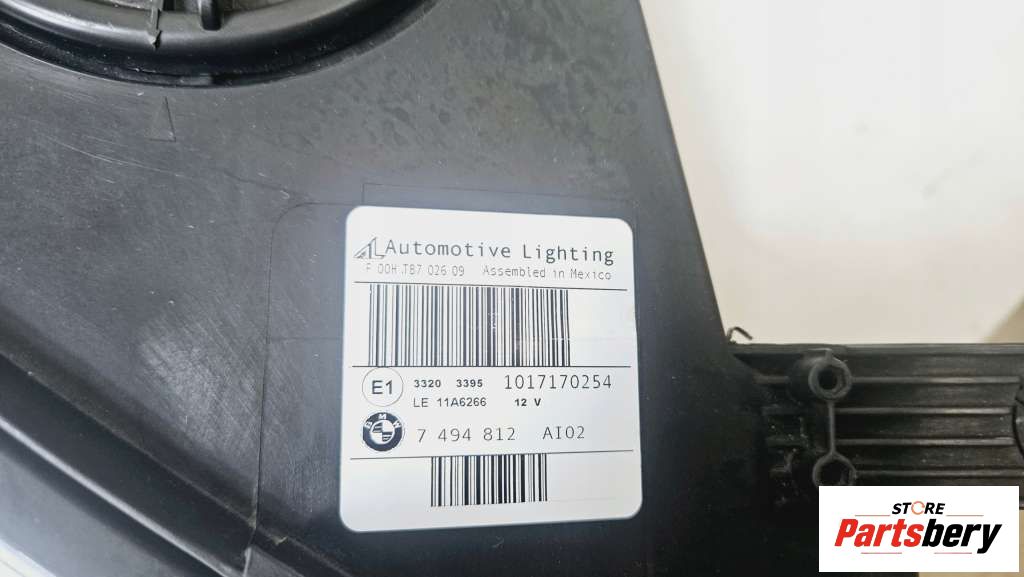 AL Automotive Lighting
F 00H TB7 026 09 Assembled in Mexico
E1 3320 3395 1017170254
LE 11A6266 12 V
BMW 7 494 812 AI02
STORE
Partsbery